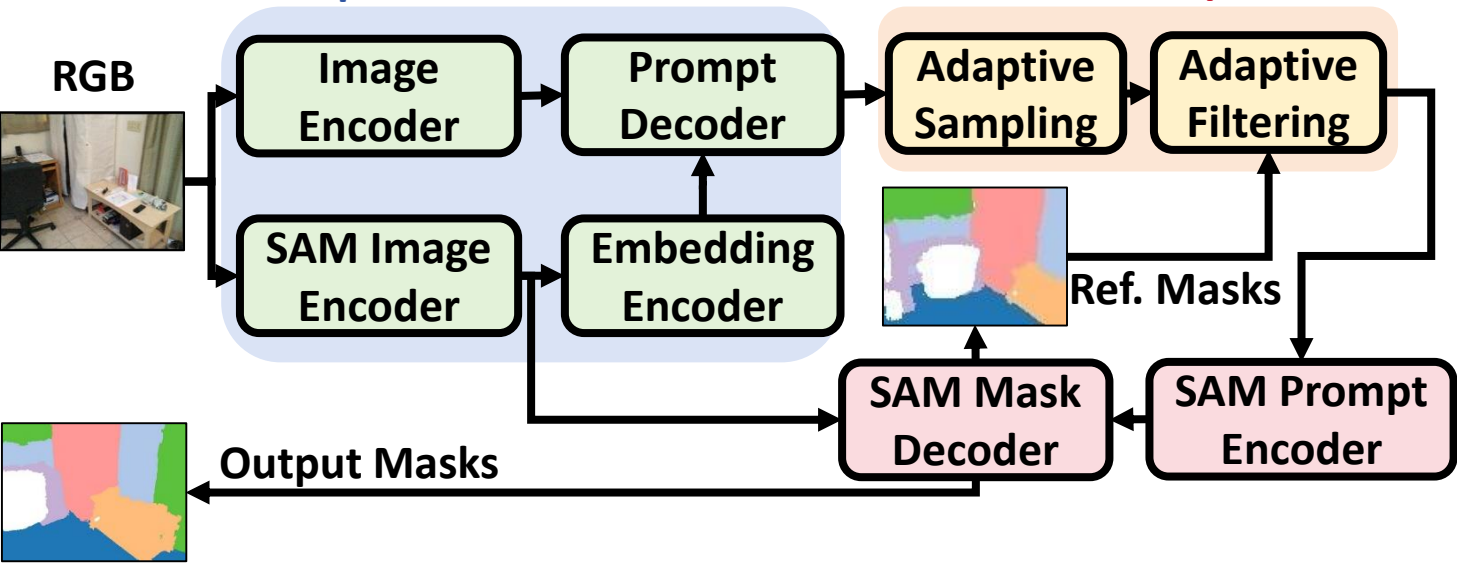 RGB
Image
Encoder
Prompt
Decoder
Adaptive
Sampling
Adaptive
Filtering
SAM Image
Encoder
Embedding
Encoder
Ref. Masks
SAM Mask
Decoder
SAM Prompt
Encoder
Output Masks